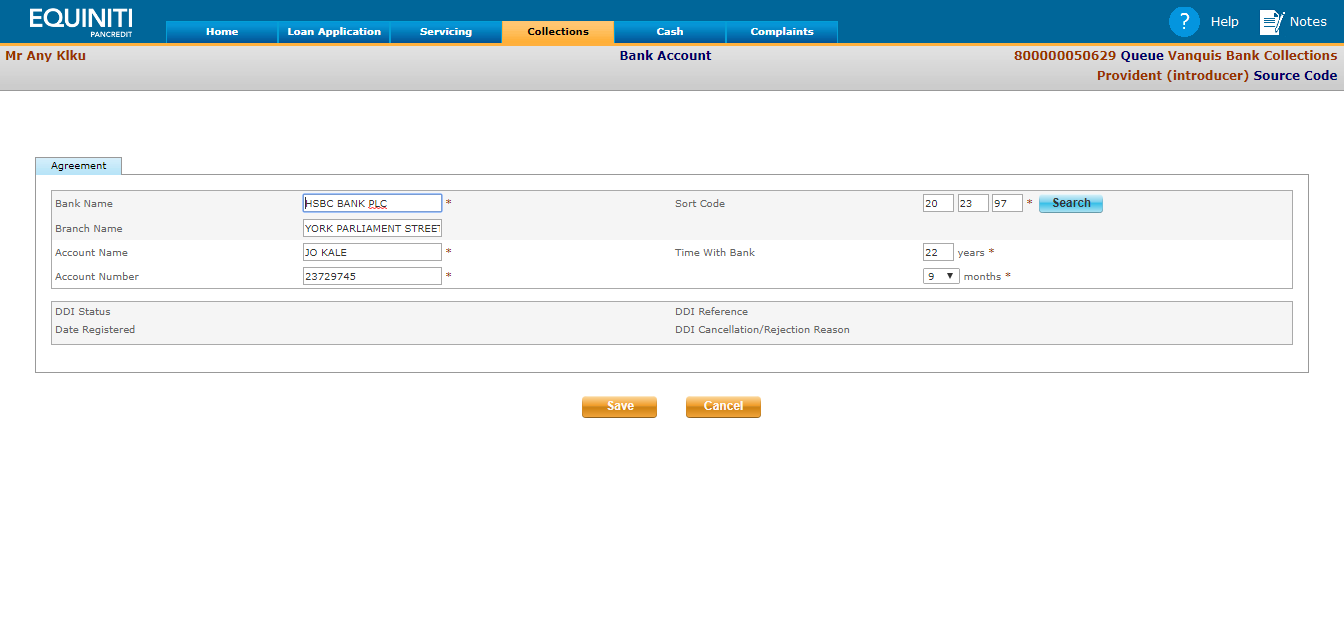 EQUINITI
PANCREDIT
Home Loan Application Servicing Collections Cash Complaints
? Help Notes
Mr Any Klku Bank Account 800000050629 Queue Vanquis Bank Collections
Provident (introducer) Source Code
Agreement
Bank Name HSBC BANK PLC * Sort Code 20 23 97 * Search
Branch Name YORK PARLIAMENT STREET
Account Name JO KALE * Time With Bank 22 years *
Account Number 23729745 * 9 months *
DDI Status DDI Reference
Date Registered DDI Cancellation/Rejection Reason
Save Cancel